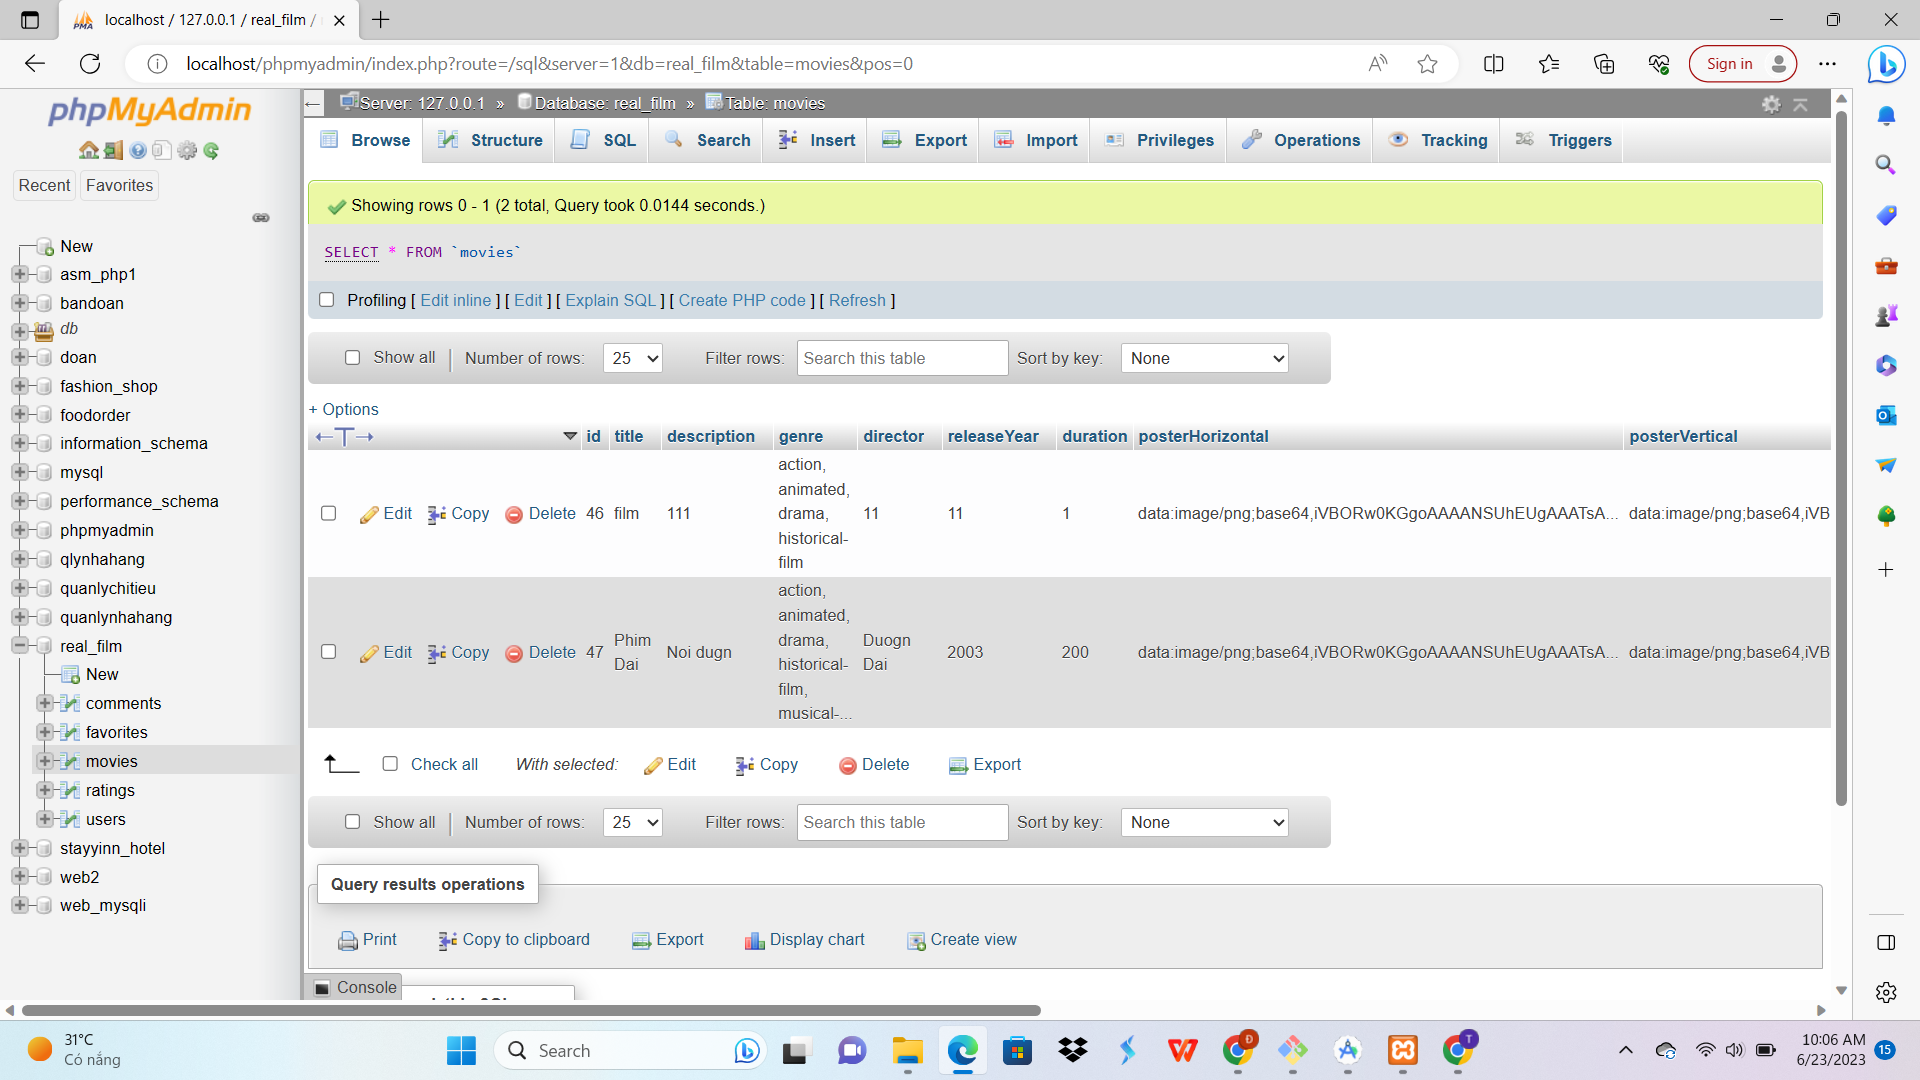 localhost / 127.0.0.1 / real_film /
localhost/phpmyadmin/index.php?route=/sql&server=1&db=real_film&table=movies&pos=0
Sign in
phpMyAdmin
Recent Favorites
New
asm_php1
bandoan
db
doan
fashion_shop
foodorder
information_schema
mysql
performance_schema
phpmyadmin
qlynhahang
quanlychitieu
quanlynhahang
real_film
New
comments
favorites
movies
ratings
users
stayyinn_hotel
web2
web_mysqli
Server: 127.0.0.1 » Database: real_film » Table: movies
Browse Structure SQL Search Insert Export Import Privileges Operations Tracking Triggers
Showing rows 0 - 1 (2 total, Query took 0.0144 seconds.)
SELECT * FROM `movies`
Profiling [ Edit inline ] [ Edit ] [ Explain SQL ] [ Create PHP code ] [ Refresh ]
Show all | Number of rows: 25 Filter rows: Search this table Sort by key: None
+ Options
←T→ id title description genre director releaseYear duration posterHorizontal posterVertical
Edit Copy Delete 46 film 111 action, animated, drama, historical-film 11 11 1 data:image/png;base64,iVBORw0KGgoAAAANSUhEUgAAATsA... data:image/png;base64,iVB
Edit Copy Delete 47 Phim Dai Noi dugn action, animated, drama, historical-film, musical-... Duogn Dai 2003 200 data:image/png;base64,iVBORw0KGgoAAAANSUhEUgAAATsA... data:image/png;base64,iVB
Check all With selected: Edit Copy Delete Export
Show all | Number of rows: 25 Filter rows: Search this table Sort by key: None
Query results operations
Print Copy to clipboard Export Display chart Create view
Console
31°C
Có nắng
Search
10:06 AM
6/23/2023
15